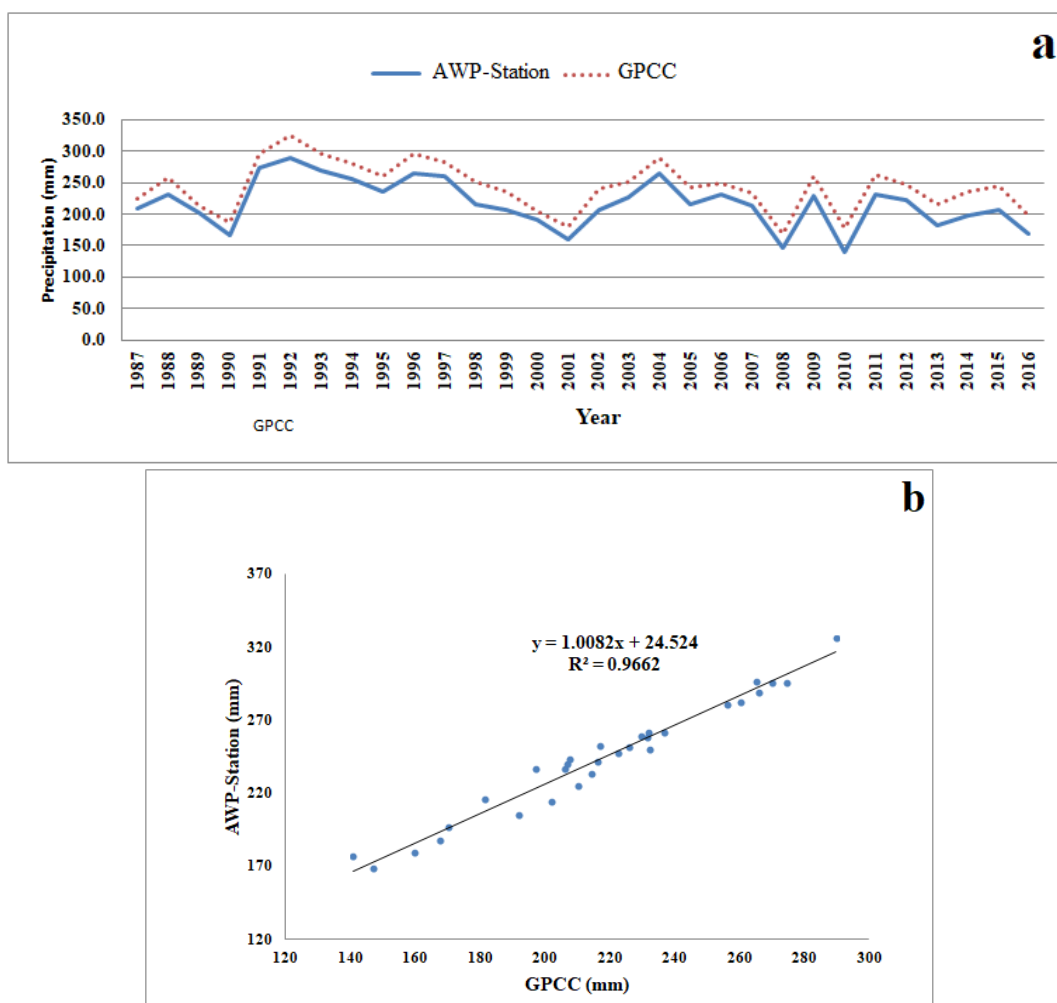 a
AWP-Station GPCC
Precipitation (mm)
350.0
300.0
250.0
200.0
150.0
100.0
50.0
0.0
1987 1988 1989 1990 1991 1992 1993 1994 1995 1996 1997 1998 1999 2000 2001 2002 2003 2004 2005 2006 2007 2008 2009 2010 2011 2012 2013 2014 2015 2016
Year
GPCC
b
AWP-Station (mm)
370
320
270
220
170
120
y = 1.0082x + 24.524
R² = 0.9662
120 140 160 180 200 220 240 260 280 300
GPCC (mm)